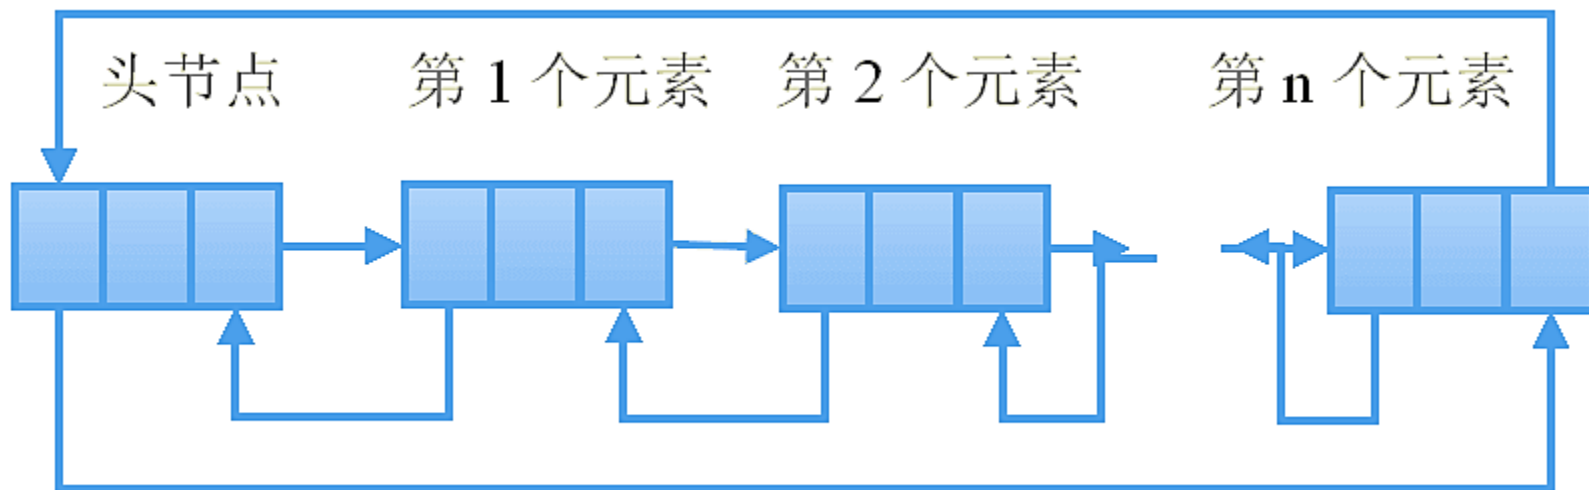 头节点 第 1 个元素 第 2 个元素 第 n 个元素